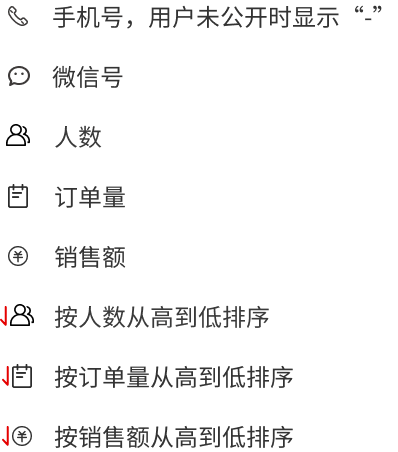 手机号，用户未公开时显示“-”
微信号
人数
订单量
销售额
按人数从高到低排序
按订单量从高到低排序
按销售额从高到低排序